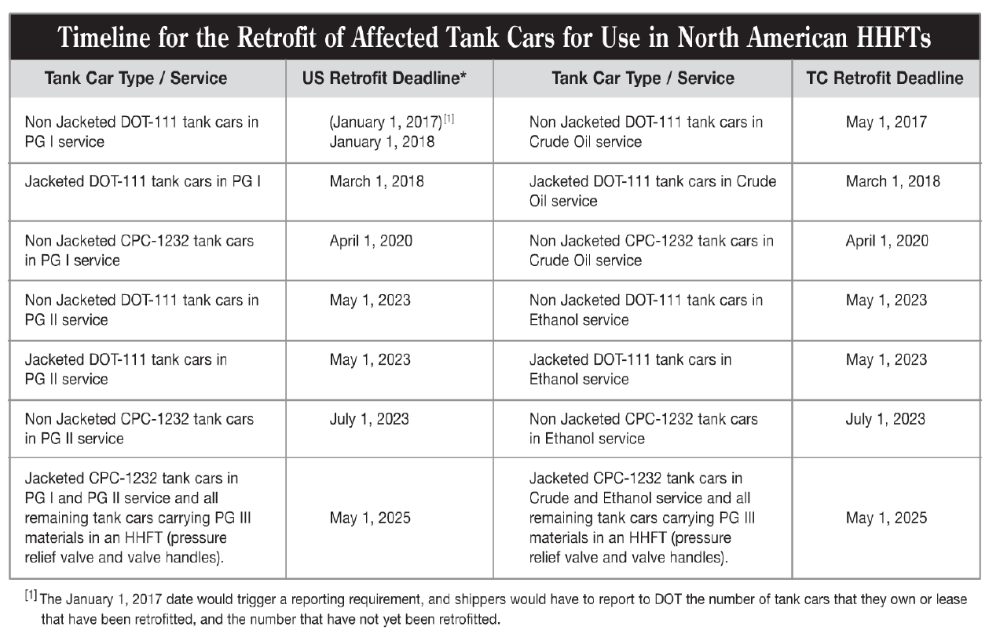 Timeline for the Retrofit of Affected Tank Cars for Use in North American HHFTs
Tank Car Type / Service
US Retrofit Deadline*
Tank Car Type / Service
TC Retrofit Deadline
Non Jacketed DOT-111 tank cars in
PG I service
(January 1, 2017)[1]
January 1, 2018
Non Jacketed DOT-111 tank cars in
Crude Oil service
May 1, 2017
Jacketed DOT-111 tank cars in PG I
March 1, 2018
Jacketed DOT-111 tank cars in Crude
Oil service
March 1, 2018
Non Jacketed CPC-1232 tank cars
in PG I service
April 1, 2020
Non Jacketed CPC-1232 tank cars in
Crude Oil service
April 1, 2020
Non Jacketed DOT-111 tank cars in
PG II service
May 1, 2023
Non Jacketed DOT-111 tank cars in
Ethanol service
May 1, 2023
Jacketed DOT-111 tank cars in
PG II service
May 1, 2023
Jacketed DOT-111 tank cars in
Ethanol service
May 1, 2023
Non Jacketed CPC-1232 tank cars
in PG II service
July 1, 2023
Non Jacketed CPC-1232 tank cars
in Ethanol service
July 1, 2023
Jacketed CPC-1232 tank cars in
PG I and PG II service and all
remaining tank cars carrying PG III
materials in an HHFT (pressure
relief valve and valve handles).
May 1, 2025
Jacketed CPC-1232 tank cars in
Crude and Ethanol service and all
remaining tank cars carrying PG III
materials in an HHFT (pressure
relief valve and valve handles).
May 1, 2025
[1] The January 1, 2017 date would trigger a reporting requirement, and shippers would have to report to DOT the number of tank cars that they own or lease
that have been retrofitted, and the number that have not yet been retrofitted.